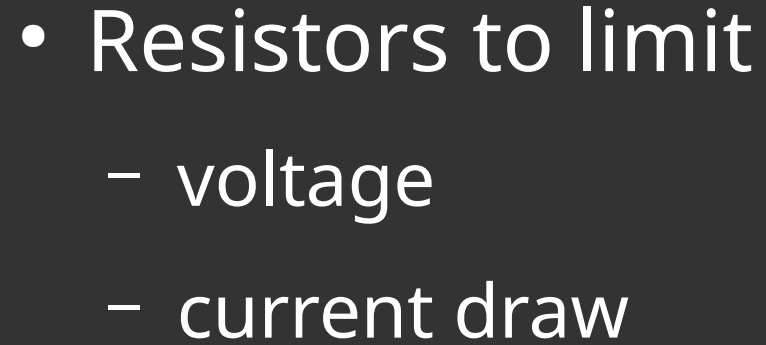 • Resistors to limit
– voltage
– current draw